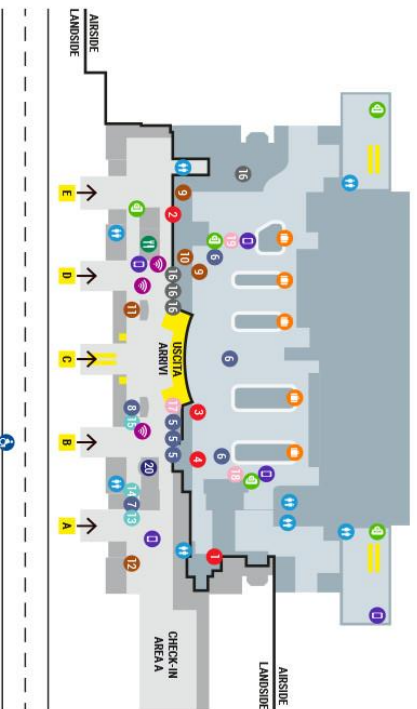 AIRSIDE
LANDSIDE
16
19
6
18
6
6
1
9
3
4
9
10
2
16
16
16
17
5
5
5
USCITA
ARRIVI
CHECK-IN
AREA A
20
11
8
15
14
7
13
12
AIRSIDE
LANDSIDE
E
D
C
B
A